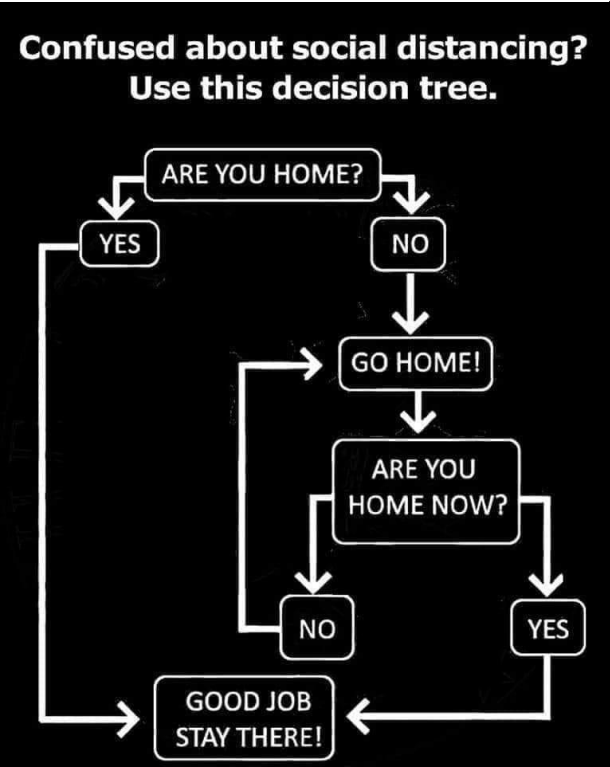 Confused about social distancing?
Use this decision tree.
ARE YOU HOME?
YES
NO
GO HOME!
ARE YOU
HOME NOW?
NO
YES
GOOD JOB
STAY THERE!